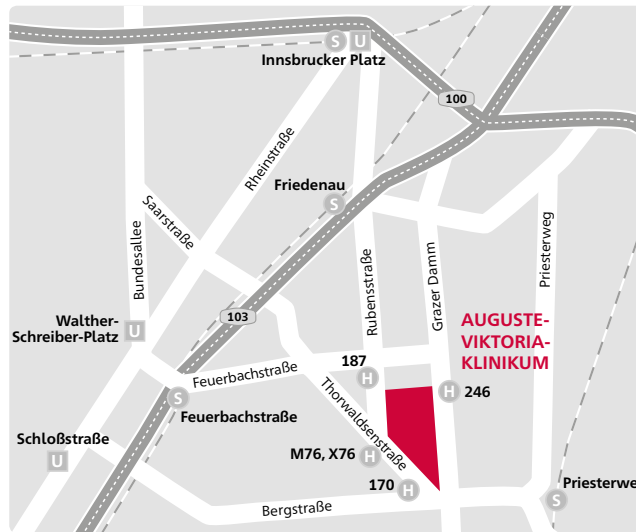 S U
Innsbrucker Platz
100
Rheinstraße
Friedenau
S
Saarstraße
Bundesallee
Priesterweg
Rubensstraße
Grazer Damm
103
Walther-
Schreiber-Platz
U
AUGUSTE-
VIKTORIA-
KLINIKUM
187
H
Feuerbachstraße
246
H
S
Feuerbachstraße
Thorwaldsenstraße
Schloßstraße
U
M76, X76
H
170
H
Bergstraße
S
Priesterwe